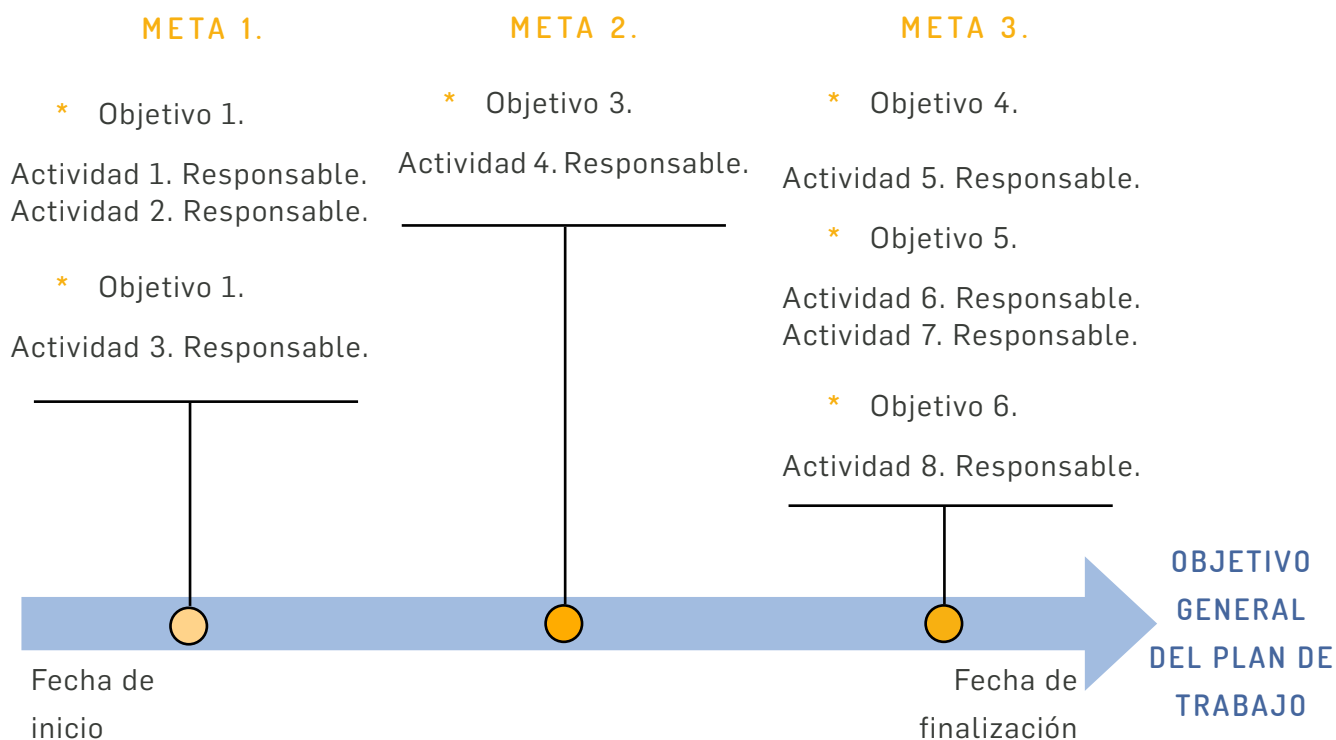 META 1.
* Objetivo 1.
Actividad 1. Responsable.
Actividad 2. Responsable.
* Objetivo 1.
Actividad 3. Responsable.
META 2.
* Objetivo 3.
Actividad 4. Responsable.
META 3.
* Objetivo 4.
Actividad 5. Responsable.
* Objetivo 5.
Actividad 6. Responsable.
Actividad 7. Responsable.
* Objetivo 6.
Actividad 8. Responsable.
Fecha de
inicio
Fecha de
finalización
OBJETIVO
GENERAL
DEL PLAN DE
TRABAJO